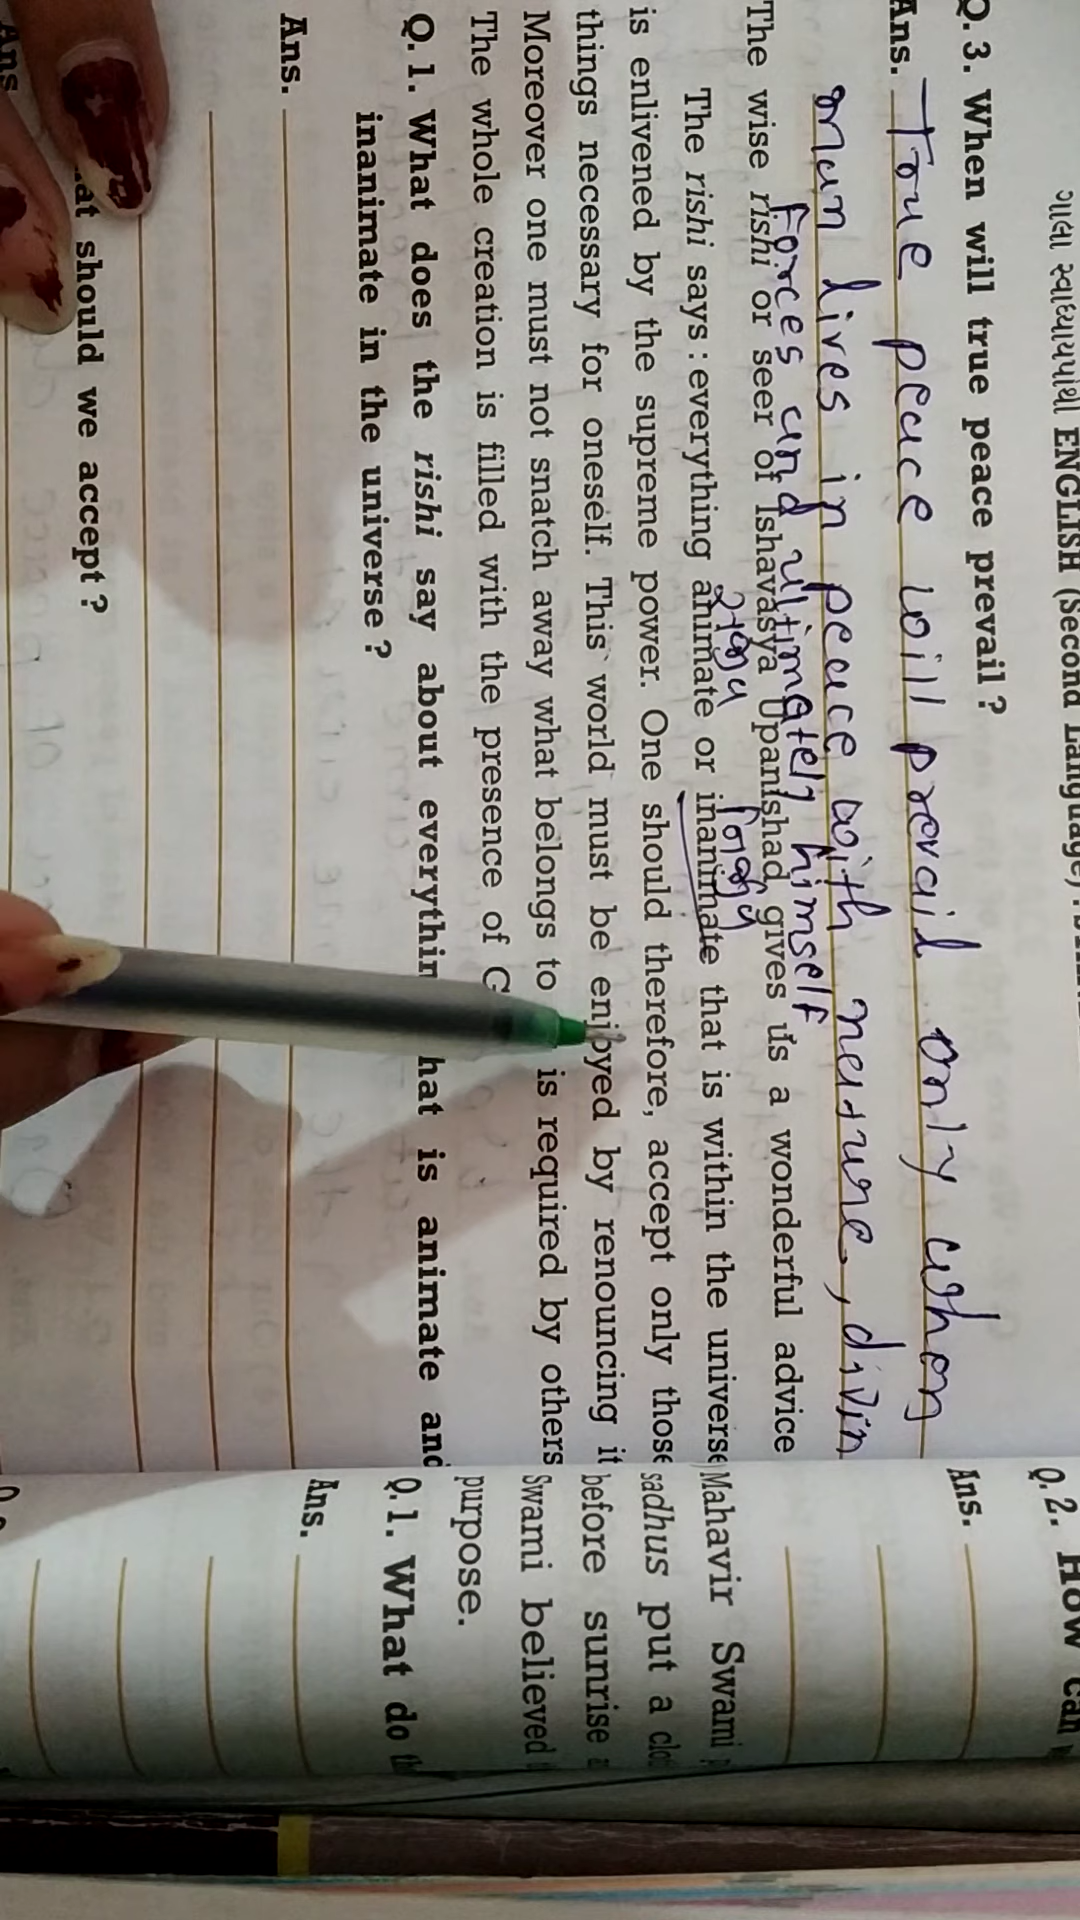 ગાલા સ્વાધ્યાયપોથી ENGLISH (Second Language)
Q. 3. When will true peace prevail ?
Ans. True peace will prevail only when
man lives in peace with nature, divin
Forces and ultimately himself
The wise rishi or seer of Ishavasya Upanishad gives us a wonderful advice
The rishi says : everything animate or inanimate that is within the universe
is enlivened by the supreme power. One should therefore, accept only those
things necessary for oneself. This world must be enjoyed by renouncing it
Moreover one must not snatch away what belongs to is required by others
The whole creation is filled with the presence of G
Q. 1. What does the rishi say about everythin hat is animate and
inanimate in the universe ?
Ans.
at should we accept ?
Ans
Q. 2. How can
Ans.
Mahavir Swami
sadhus put a clo
before sunrise a
Swami believed
purpose.
Q. 1. What do th
Ans.